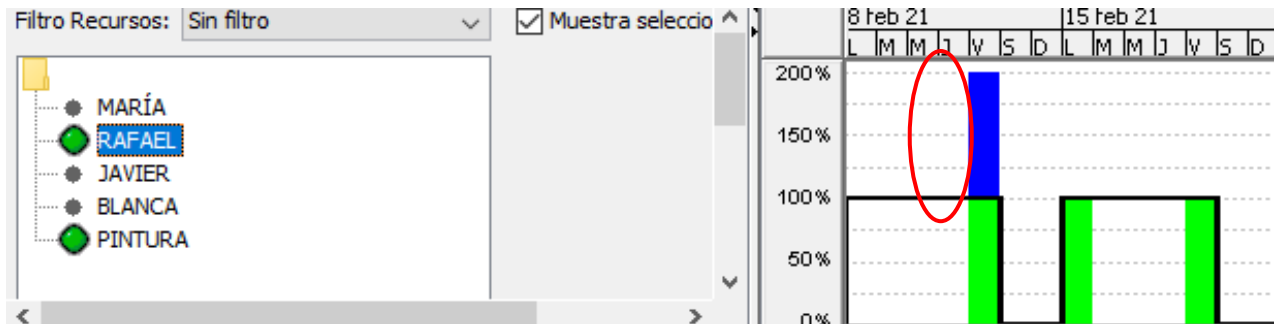 Filtro Recursos: Sin filtro Muestra seleccio
MARÍA
RAFAEL
JAVIER
BLANCA
PINTURA
8 feb 21 15 feb 21
L M M J V S D L M M J V S D
200%
150%
100%
50%
0%